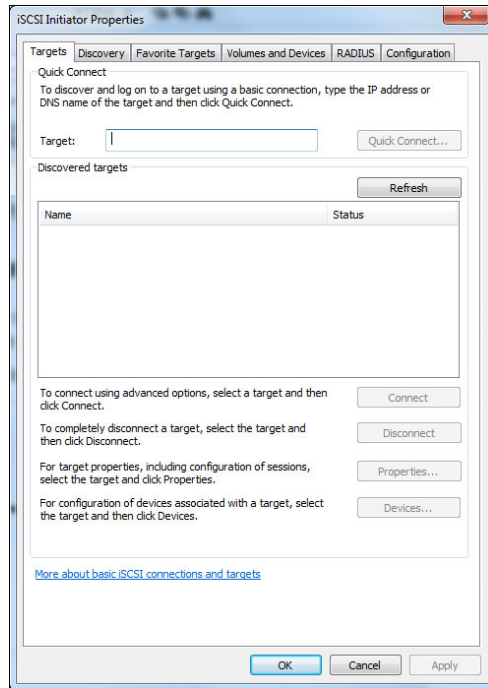 iSCSI Initiator Properties
Targets Discovery Favorite Targets Volumes and Devices RADIUS Configuration
Quick Connect
To discover and log on to a target using a basic connection, type the IP address or
DNS name of the target and then click Quick Connect.
Target: Quick Connect...
Discovered targets
Refresh
Name Status
To connect using advanced options, select a target and then
click Connect.
Connect
To completely disconnect a target, select the target and
then click Disconnect.
Disconnect
For target properties, including configuration of sessions,
select the target and click Properties.
Properties...
For configuration of devices associated with a target, select
the target and then click Devices.
Devices...
More about basic iSCSI connections and targets
OK Cancel Apply